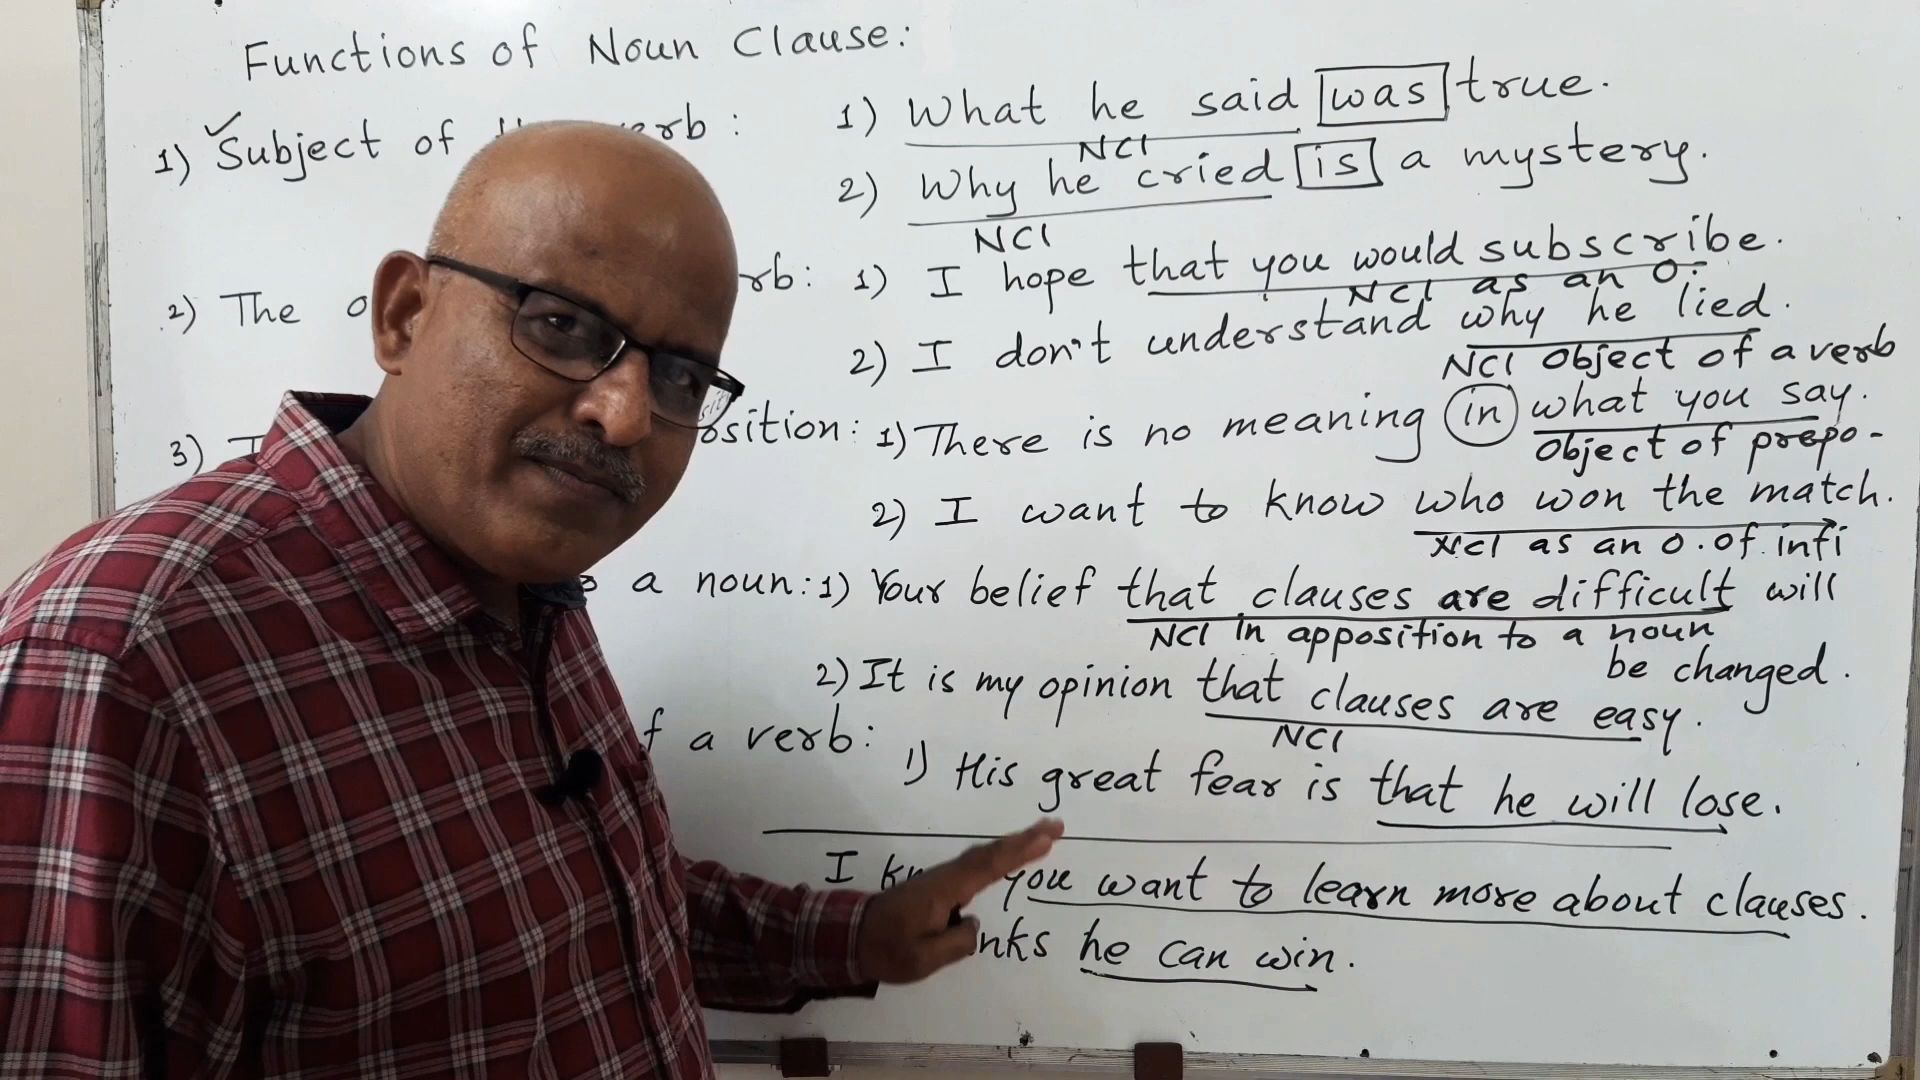 Functions of Noun Clause:
1) Subject of verb : 1) What he said was true.
NCl
2) Why he cried is a mystery.
NCl
2) The rb: 1) I hope that you would subscribe.
NCl as an O.
2) I don't understand why he lied.
NCl Object of a verb
3) osition: 1) There is no meaning in what you say.
Object of prepo-
2) I want to know who won the match.
NCl as an O. Of infi
a noun: 1) Your belief that clauses are difficult will
NCl in apposition to a noun
be changed.
2) It is my opinion that clauses are easy.
NCl
f a verb:
1) His great fear is that he will lose.
I you want to learn more about clauses.
nks he can win.